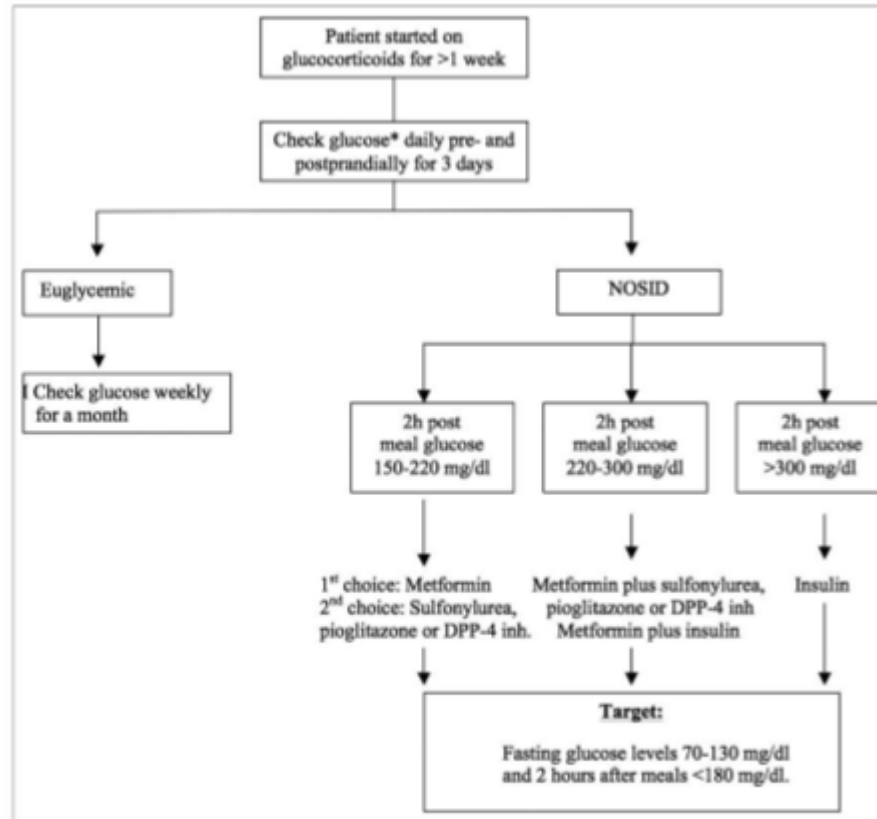 Patient started on
glucocorticoids for >1 week
Check glucose* daily pre- and
postprandially for 3 days
Euglycemic
NOSID
I Check glucose weekly
for a month
2h post
meal glucose
150-220 mg/dl
2h post
meal glucose
220-300 mg/dl
2h post
meal glucose
>300 mg/dl
1st choice: Metformin
2nd choice: Sulfonylurea,
pioglitazone or DPP-4 inh.
Metformin plus sulfonylurea,
pioglitazone or DPP-4 inh
Metformin plus insulin
Insulin
Target:
Fasting glucose levels 70-130 mg/dl
and 2 hours after meals <180 mg/dl.